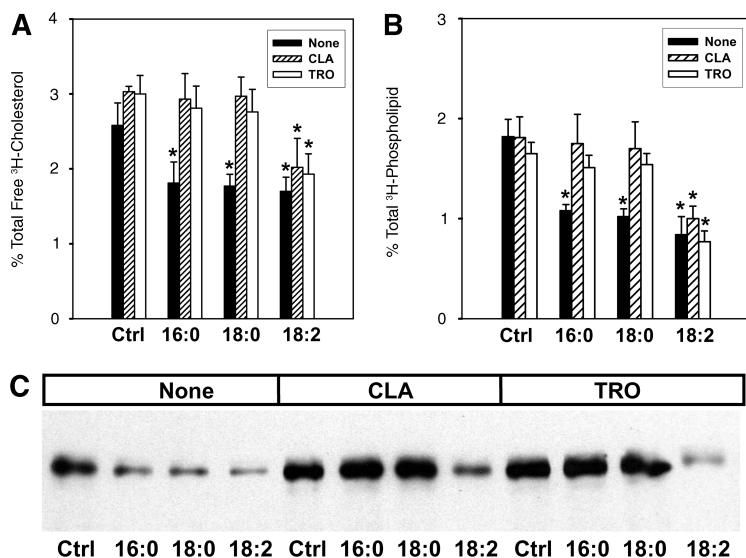 A
% Total Free ³H-Cholesterol
4
3
2
1
0
None
CLA
TRO
*
*
*
*
*
Ctrl 16:0 18:0 18:2
B
% Total ³H-Phospholipid
3
2
1
0
None
CLA
TRO
*
*
*
*
*
Ctrl 16:0 18:0 18:2
C
None CLA TRO
Ctrl 16:0 18:0 18:2 Ctrl 16:0 18:0 18:2 Ctrl 16:0 18:0 18:2